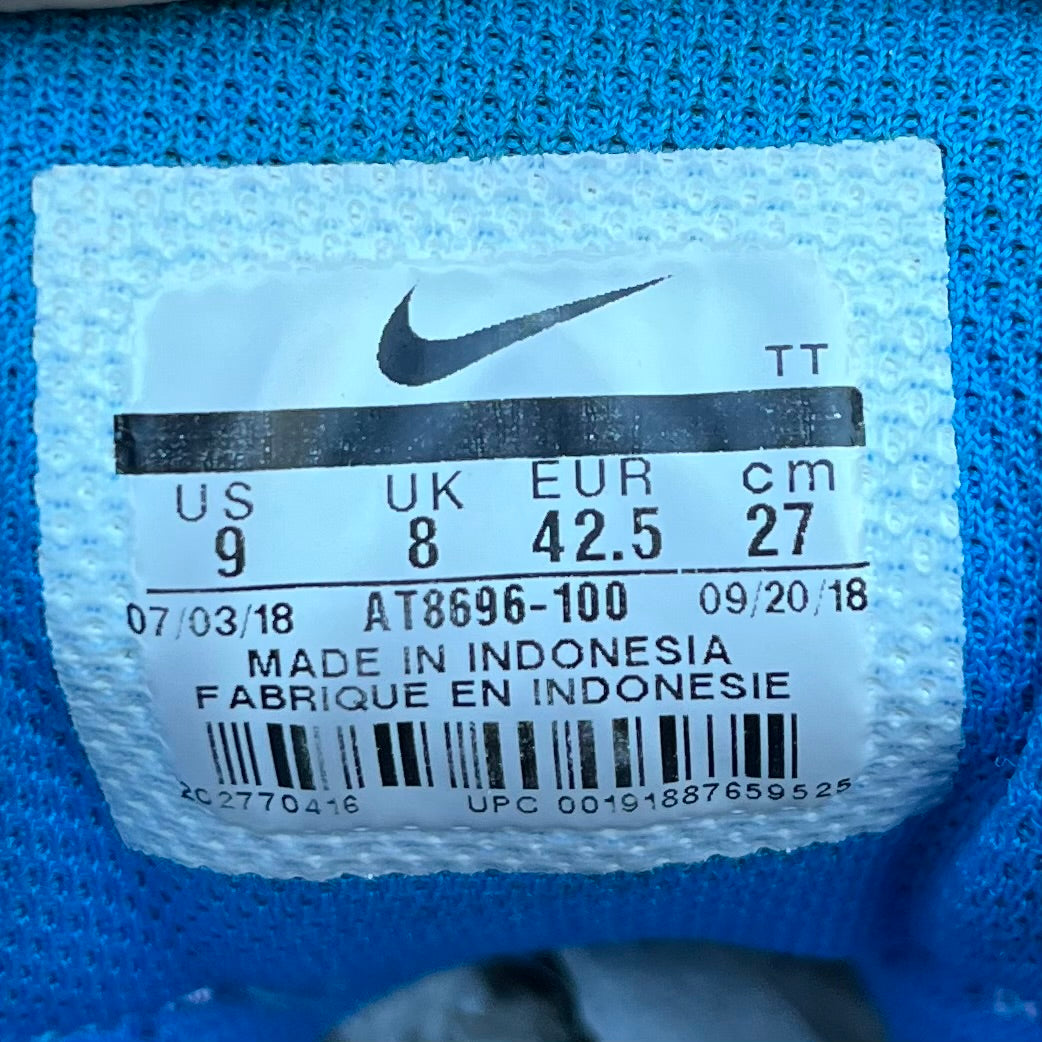 TT
US UK EUR cm
9 8 42.5 27
07/03/18 AT8696-100 09/20/18
MADE IN INDONESIA
FABRIQUE EN INDONESIE
2C2770416 UPC 00191887659525